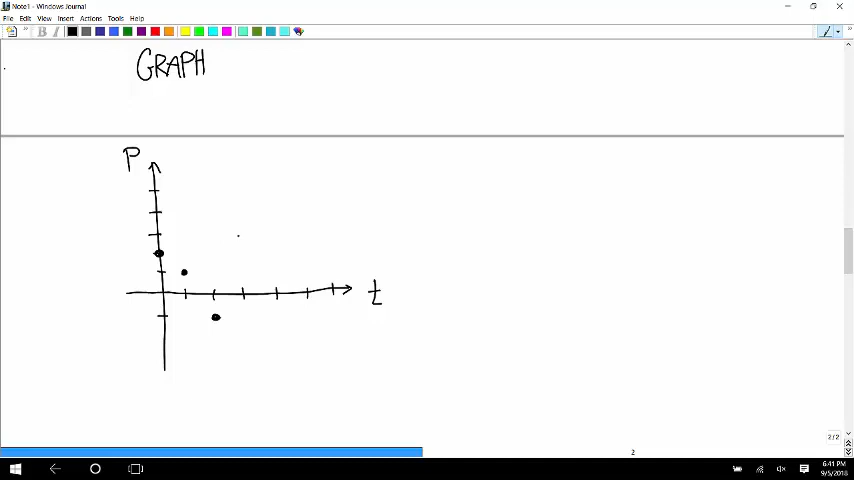 Note1 - Windows Journal
File Edit View Insert Actions Tools Help
B I
GRAPH
P
t
2/2
2
6:41 PM
9/5/2018